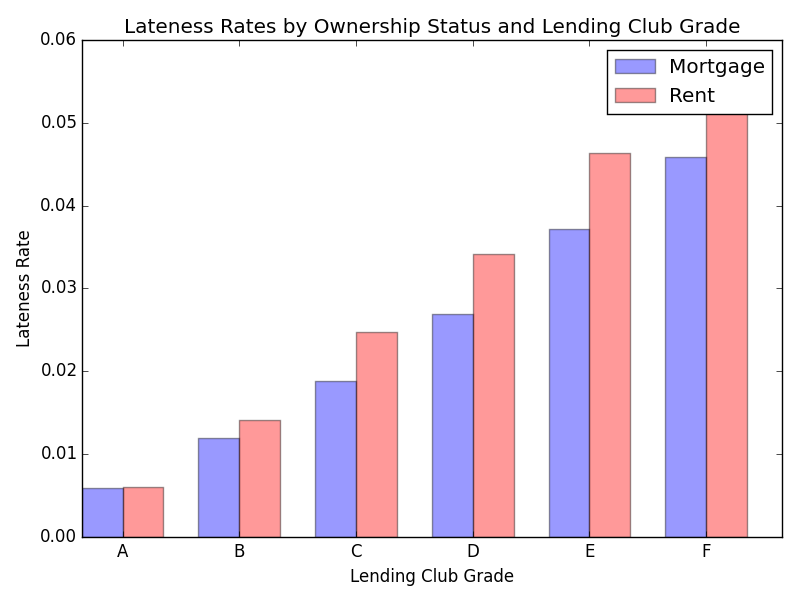 Lateness Rates by Ownership Status and Lending Club Grade
0.06
Mortgage
Rent
0.05
0.04
0.03
0.02
0.01
0.00
Lateness Rate
A B C D E F
Lending Club Grade